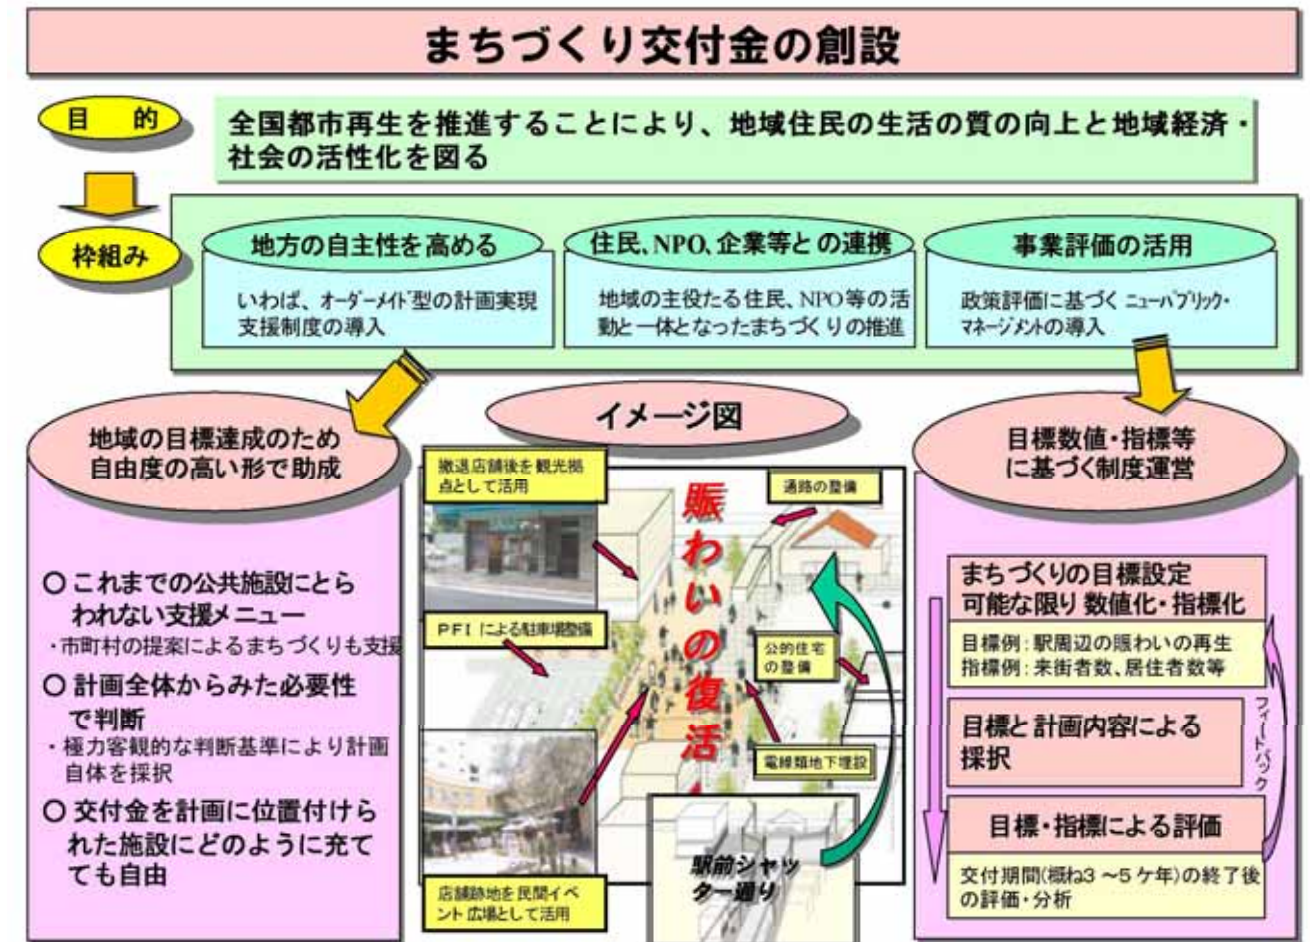 まちづくり交付金の創設
目 的
全国都市再生を推進することにより、地域住民の生活の質の向上と地域経済・
社会の活性化を図る
枠組み
地方の自主性を高める
いわば、オーダーメイド型の計画実現
支援制度の導入
住民、NPO、企業等との連携
地域の主役たる住民、NPO等の活
動と一体となったまちづくりの推進
事業評価の活用
政策評価に基づくニューパブリック・
マネージメントの導入
地域の目標達成のため
自由度の高い形で助成
○ これまでの公共施設にとら
われない支援メニュー
・市町村の提案によるまちづくりも支援
○ 計画全体からみた必要性
で判断
・極力客観的な判断基準により計画
自体を採択
○ 交付金を計画に位置付けら
れた施設にどのように充て
ても自由
イメージ図
撤退店舗後を観光拠
点として活用
通路の整備
賑わいの復活
PFIによる駐車場整備
公的住宅
の整備
電線類地下埋設
店舗跡地を民間イベ
ント広場として活用
駅前シャッ
ター通り
目標数値・指標等
に基づく制度運営
まちづくりの目標設定
可能な限り数値化・指標化
目標例：駅周辺の賑わいの再生
指標例：来街者数、居住者数等
目標と計画内容による
採択
フィードバック
目標・指標による評価
交付期間(概ね3～5ケ年)の終了後
の評価・分析